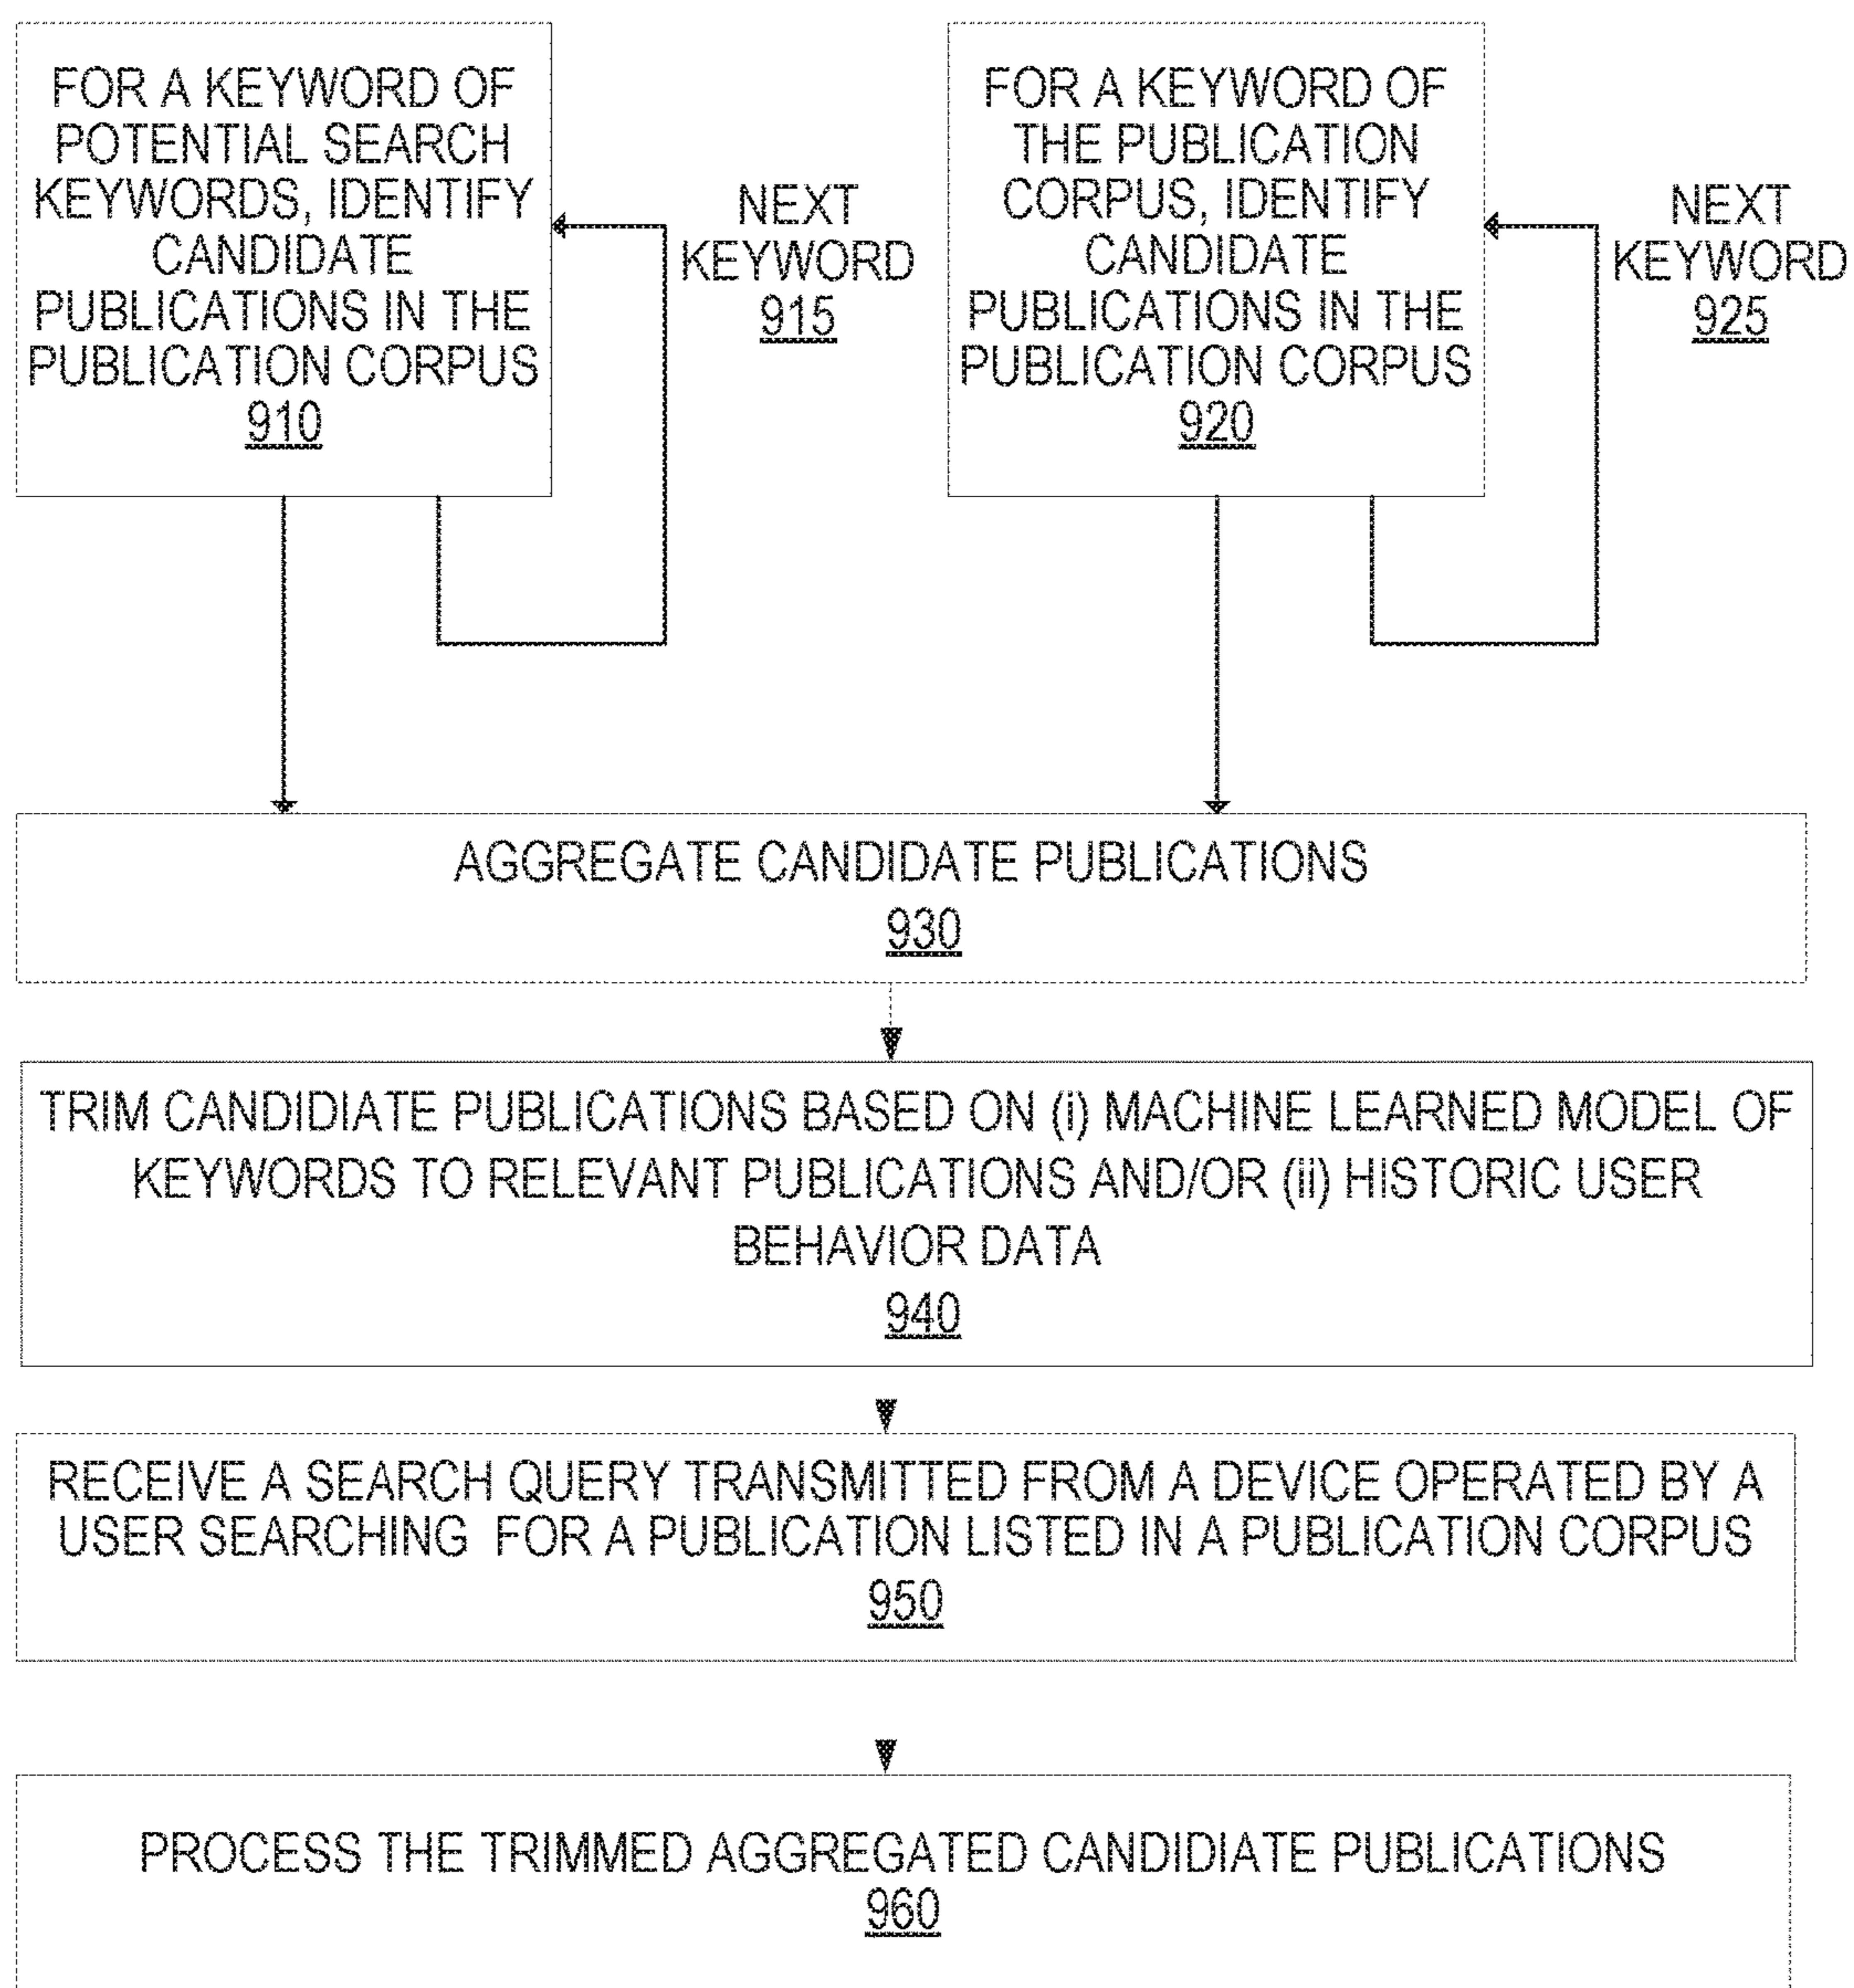 FOR A KEYWORD OF
POTENTIAL SEARCH
KEYWORDS, IDENTIFY
CANDIDATE
PUBLICATIONS IN THE
PUBLICATION CORPUS
910
NEXT
KEYWORD
915
FOR A KEYWORD OF
THE PUBLICATION
CORPUS, IDENTIFY
CANDIDATE
PUBLICATIONS IN THE
PUBLICATION CORPUS
920
NEXT
KEYWORD
925
AGGREGATE CANDIDATE PUBLICATIONS
930
TRIM CANDIDIATE PUBLICATIONS BASED ON (i) MACHINE LEARNED MODEL OF
KEYWORDS TO RELEVANT PUBLICATIONS AND/OR (ii) HISTORIC USER
BEHAVIOR DATA
940
RECEIVE A SEARCH QUERY TRANSMITTED FROM A DEVICE OPERATED BY A
USER SEARCHING FOR A PUBLICATION LISTED IN A PUBLICATION CORPUS
950
PROCESS THE TRIMMED AGGREGATED CANDIDIATE PUBLICATIONS
960